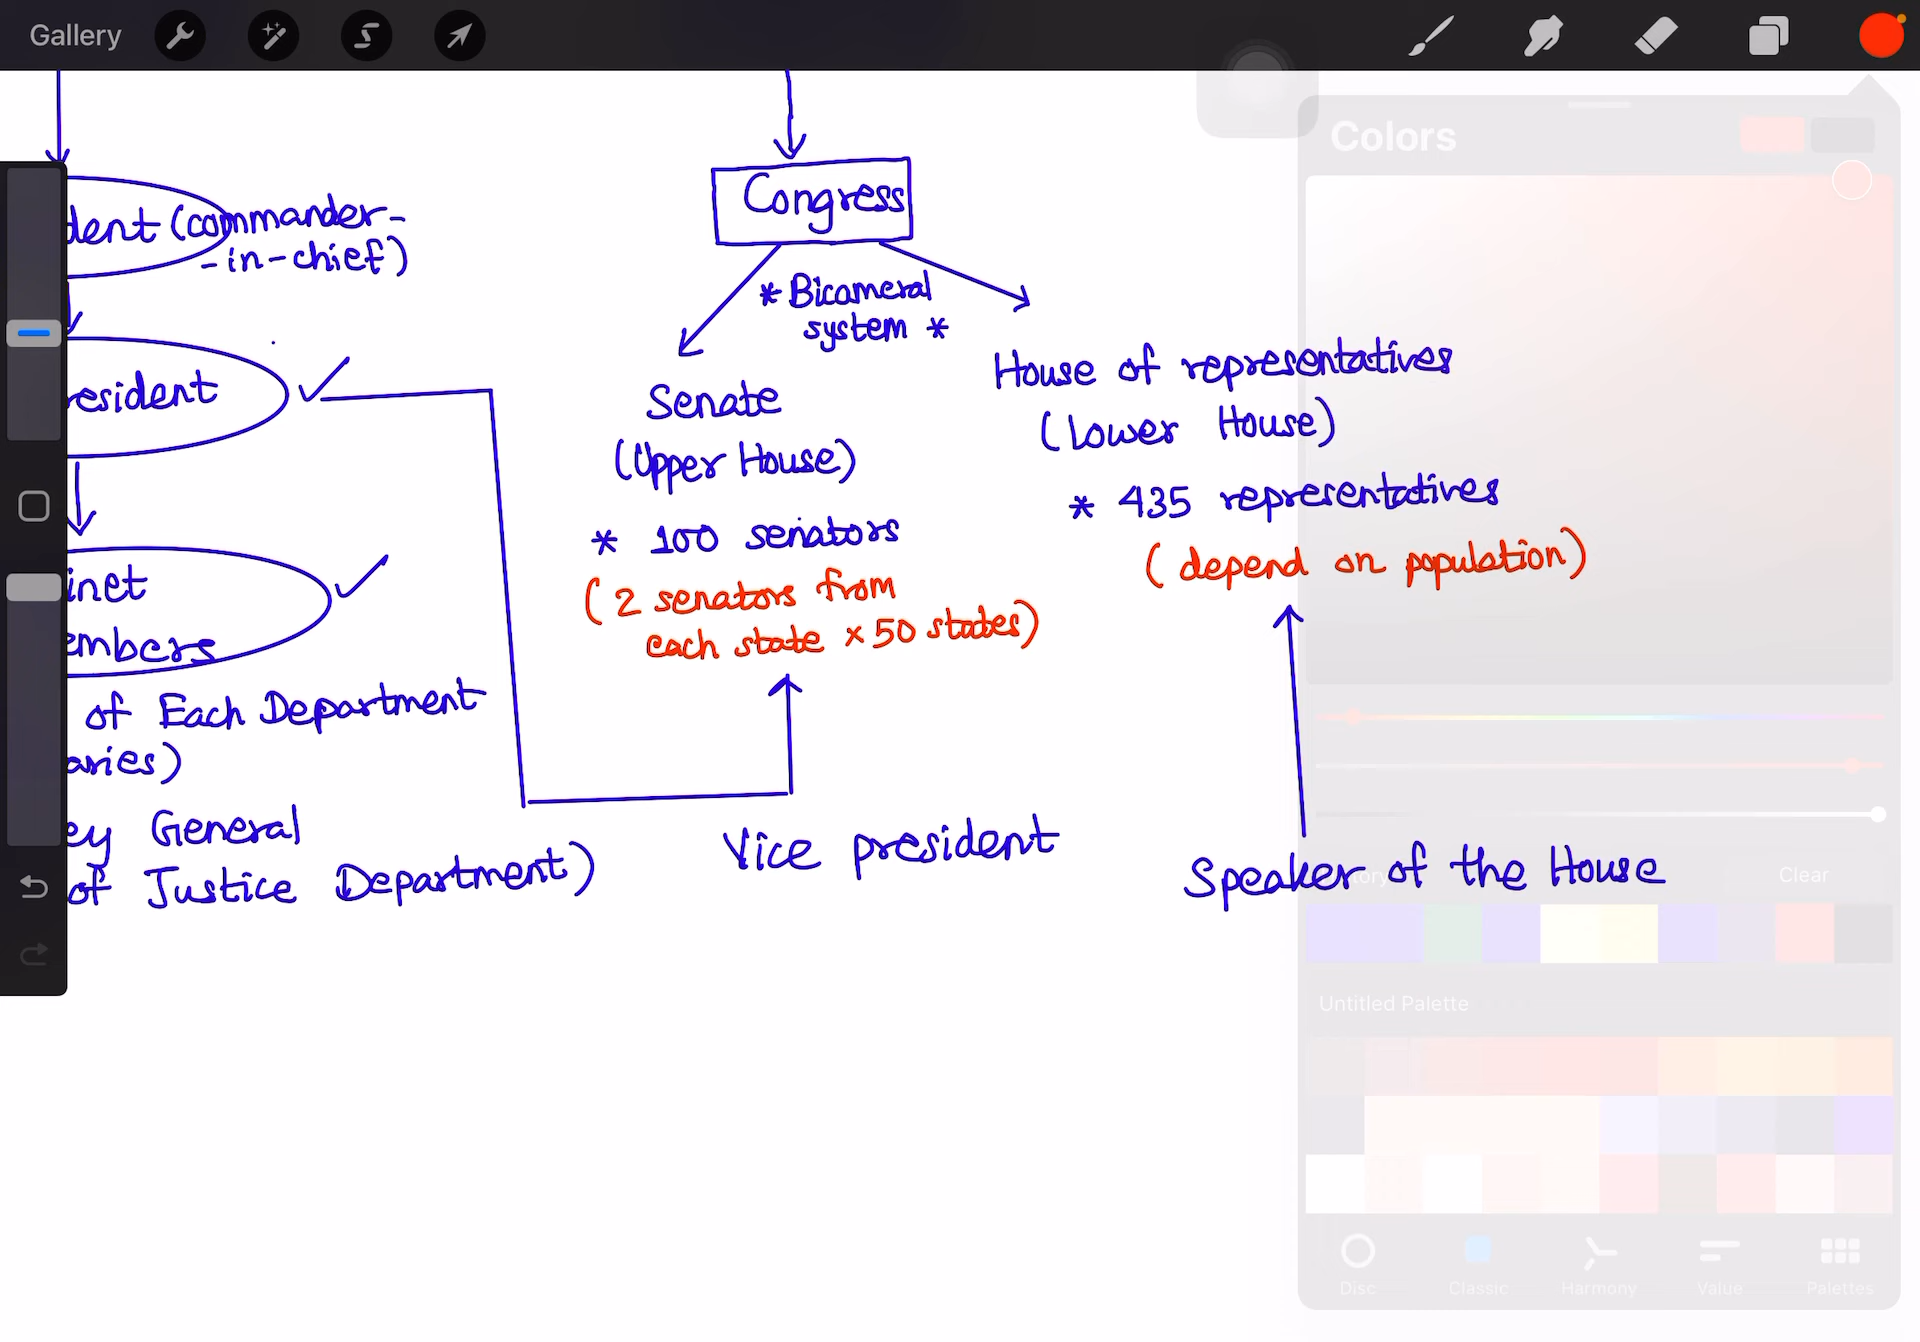 Gallery
Colors
Congress
dent (commander-
-in-chief)
* Bicameral
system *
resident
Senate
(Upper House)
* 100 senators
(2 senators from
each state x 50 states)
House of representatives
(Lower House)
* 435 representatives
(depend on population)
inet
embers
of Each Department
aries)
ey General
of Justice Department)
Vice president
Speaker of the House
Clear
Untitled Palette
Disc
Classic
Harmony
Value
Palettes